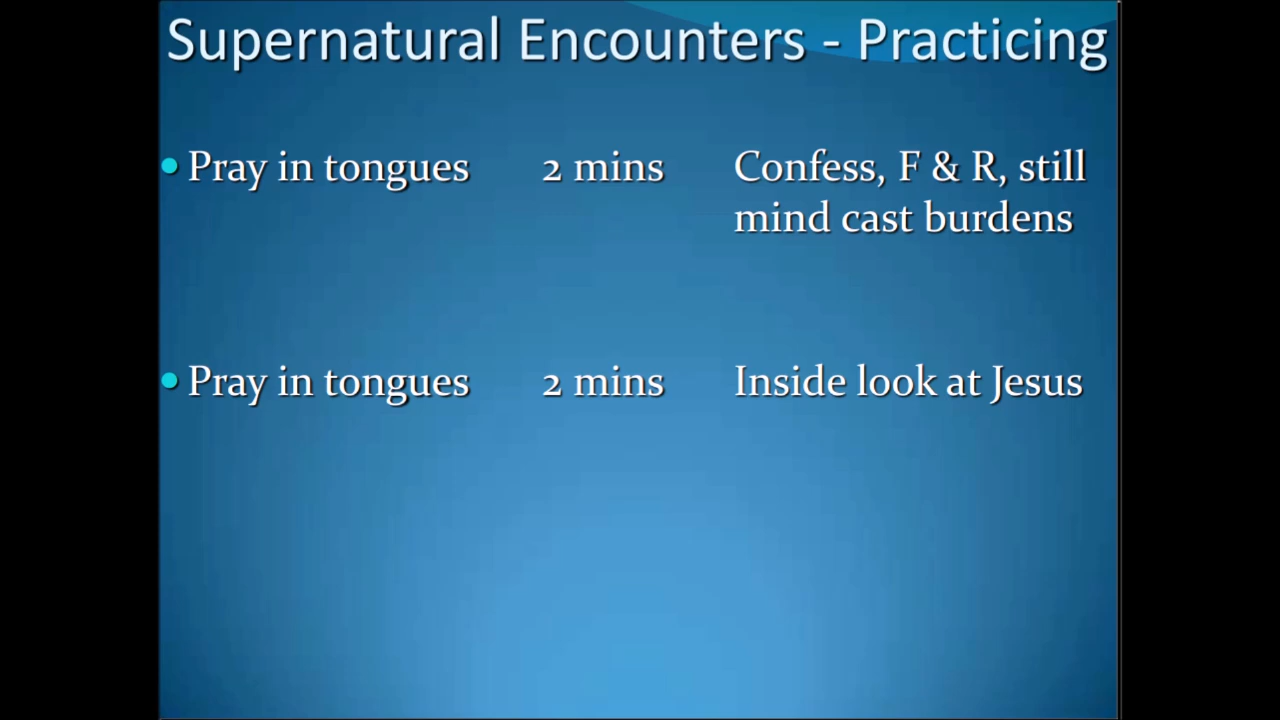 Supernatural Encounters - Practicing
• Pray in tongues 2 mins Confess, F & R, still
mind cast burdens
• Pray in tongues 2 mins Inside look at Jesus